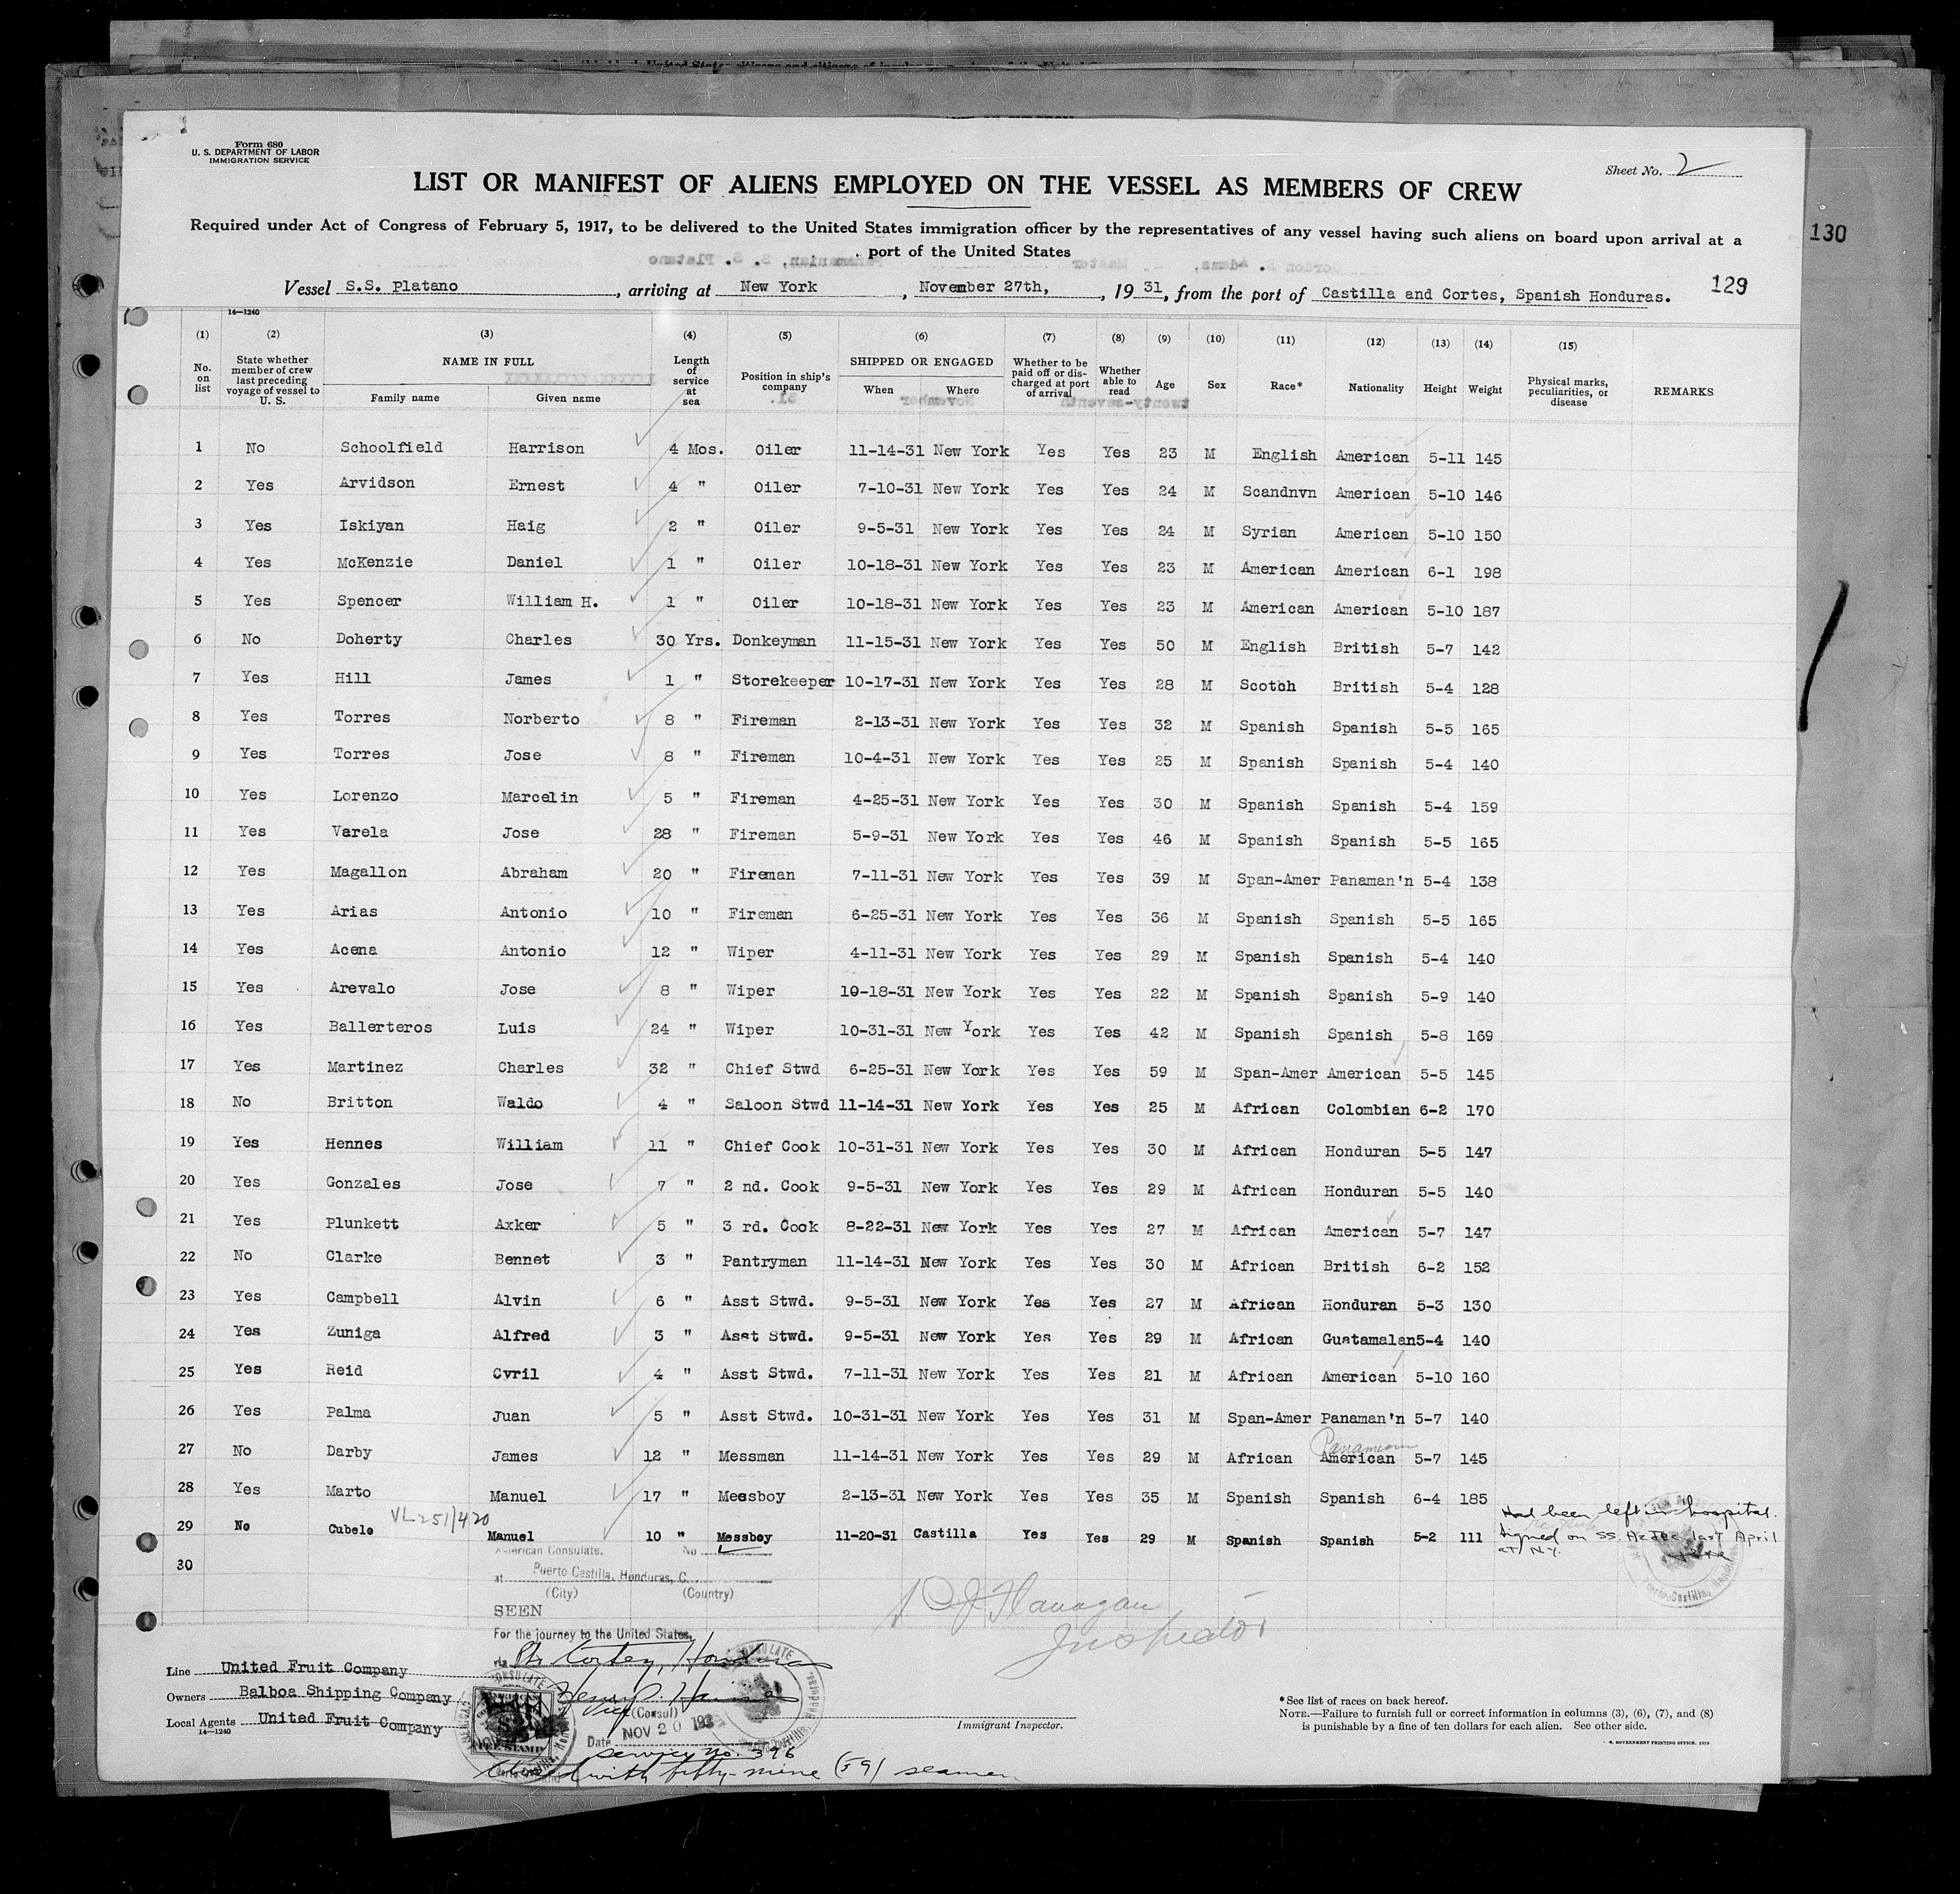 Form 680
U. S. DEPARTMENT OF LABOR
IMMIGRATION SERVICE
Sheet No. 2
LIST OR MANIFEST OF ALIENS EMPLOYED ON THE VESSEL AS MEMBERS OF CREW
Required under Act of Congress of February 5, 1917, to be delivered to the United States immigration officer by the representatives of any vessel having such aliens on board upon arrival at a
port of the United States
130
129
Vessel S.S. Platano, arriving at New York, November 27th, 1931, from the port of Castilla and Cortes, Spanish Honduras.
14—1240
(1) (2) (3) (4) (5) (6) (7) (8) (9) (10) (11) (12) (13) (14) (15)
No. on list State whether member of crew last preceding voyage of vessel to U. S. NAME IN FULL Family name Given name Length of service at sea Position in ship's company SHIPPED OR ENGAGED When Where Whether to be paid off or discharged at port of arrival Whether able to read Age Sex Race* Nationality Height Weight Physical marks, peculiarities, or disease REMARKS
1 No Schoolfield Harrison 4 Mos. Oiler 11-14-31 New York Yes Yes 23 M English American 5-11 145
2 Yes Arvidson Ernest 4 " Oiler 7-10-31 New York Yes Yes 24 M Scandnvn American 5-10 146
3 Yes Iskiyan Haig 2 " Oiler 9-5-31 New York Yes Yes 24 M Syrian American 5-10 150
4 Yes McKenzie Daniel 1 " Oiler 10-18-31 New York Yes Yes 23 M American American 6-1 198
5 Yes Spencer William H. 1 " Oiler 10-18-31 New York Yes Yes 23 M American American 5-10 187
6 No Doherty Charles 30 Yrs. Donkeyman 11-15-31 New York Yes Yes 50 M English British 5-7 142
7 Yes Hill James 1 " Storekeeper 10-17-31 New York Yes Yes 28 M Scotch British 5-4 128
8 Yes Torres Norberto 8 " Fireman 2-13-31 New York Yes Yes 32 M Spanish Spanish 5-5 165
9 Yes Torres Jose 8 " Fireman 10-4-31 New York Yes Yes 25 M Spanish Spanish 5-4 140
10 Yes Lorenzo Marcelin 5 " Fireman 4-25-31 New York Yes Yes 30 M Spanish Spanish 5-4 159
11 Yes Varela Jose 28 " Fireman 5-9-31 New York Yes Yes 46 M Spanish Spanish 5-5 165
12 Yes Magallon Abraham 20 " Fireman 7-11-31 New York Yes Yes 39 M Span-Amer Panaman'n 5-4 138
13 Yes Arias Antonio 10 " Fireman 6-25-31 New York Yes Yes 36 M Spanish Spanish 5-5 165
14 Yes Acena Antonio 12 " Wiper 4-11-31 New York Yes Yes 29 M Spanish Spanish 5-4 140
15 Yes Arevalo Jose 8 " Wiper 10-18-31 New York Yes Yes 22 M Spanish Spanish 5-9 140
16 Yes Ballerteros Luis 24 " Wiper 10-31-31 New York Yes Yes 42 M Spanish Spanish 5-8 169
17 Yes Martinez Charles 32 " Chief Stwd 6-25-31 New York Yes Yes 59 M Span-Amer American 5-5 145
18 No Britton Waldo 4 " Saloon Stwd 11-14-31 New York Yes Yes 25 M African Colombian 6-2 170
19 Yes Hennes William 11 " Chief Cook 10-31-31 New York Yes Yes 30 M African Honduran 5-5 147
20 Yes Gonzales Jose 7 " 2 nd. Cook 9-5-31 New York Yes Yes 29 M African Honduran 5-5 140
21 Yes Plunkett Axker 5 " 3 rd. Cook 8-22-31 New York Yes Yes 27 M African American 5-7 147
22 No Clarke Bennet 3 " Pantryman 11-14-31 New York Yes Yes 30 M African British 6-2 152
23 Yes Campbell Alvin 6 " Asst Stwd. 9-5-31 New York Yes Yes 27 M African Honduran 5-3 130
24 Yes Zuniga Alfred 3 " Asst Stwd. 9-5-31 New York Yes Yes 29 M African Guatamalan 5-4 140
25 Yes Reid Cyril 4 " Asst Stwd. 7-11-31 New York Yes Yes 21 M African American 5-10 160
26 Yes Palma Juan 5 " Asst Stwd. 10-31-31 New York Yes Yes 31 M Span-Amer Panaman'n 5-7 140
27 No Darby James 12 " Messman 11-14-31 New York Yes Yes 29 M African American 5-7 145
28 Yes Marto Manuel 17 " Messboy 2-13-31 New York Yes Yes 35 M Spanish Spanish 6-4 185
29 No Cubelo VL251/420 Manuel 10 " Messboy 11-20-31 Castilla Yes Yes 29 M Spanish Spanish 5-2 111 Had been left in hospital. Signed on SS. Aztec last April at N.Y.
30
American Consulate. No
at Puerto Castilla, Honduras, C.
(City) (Country)
SEEN
For the journey to the United States,
via Pto Cortez, Honduras
Vice (Consul)
Date NOV 20 193
Service No. 396
with fifty-nine (59) seamen
Flanagan
Inspector
Immigrant Inspector.
Line United Fruit Company
Owners Balboa Shipping Company
Local Agents United Fruit Company
14—1240
*See list of races on back hereof.
NOTE.—Failure to furnish full or correct information in columns (3), (6), (7), and (8)
is punishable by a fine of ten dollars for each alien. See other side.